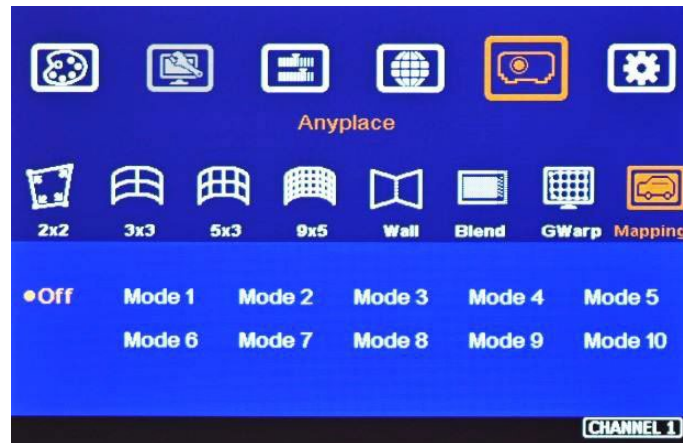 Anyplace
2x2 3x3 5x3 9x5 Wall Blend GWarp Mapping
Off Mode 1 Mode 2 Mode 3 Mode 4 Mode 5
Mode 6 Mode 7 Mode 8 Mode 9 Mode 10
CHANNEL 1